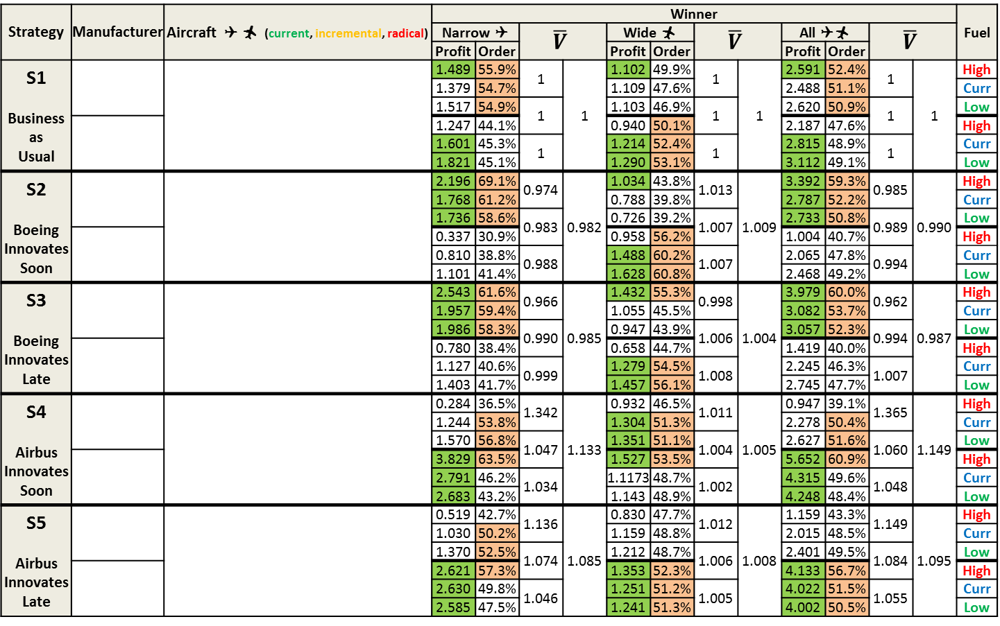 Winner
Strategy Manufacturer Aircraft (current, incremental, radical) Narrow V̅ Wide V̅ All V̅ Fuel
Profit Order Profit Order Profit Order
S1 Business as Usual
1.489 55.9% 1 1 1.102 49.9% 1 1 2.591 52.4% 1 1 High
1.379 54.7% 1.109 47.6% 2.488 51.1% Curr
1.517 54.9% 1 1.103 46.9% 1 2.620 50.9% 1 Low
1.247 44.1% 0.940 50.1% 2.187 47.6% High
1.601 45.3% 1 1.214 52.4% 1 2.815 48.9% 1 Curr
1.821 45.1% 1.290 53.1% 3.112 49.1% Low
S2 Boeing Innovates Soon
2.196 69.1% 0.974 0.982 1.034 43.8% 1.013 1.009 3.392 59.3% 0.985 0.990 High
1.768 61.2% 0.788 39.8% 2.787 52.2% Curr
1.736 58.6% 0.983 0.726 39.2% 1.007 2.733 50.8% 0.989 Low
0.337 30.9% 0.958 56.2% 1.004 40.7% High
0.810 38.8% 0.988 1.488 60.2% 1.007 2.065 47.8% 0.994 Curr
1.101 41.4% 1.628 60.8% 2.468 49.2% Low
S3 Boeing Innovates Late
2.543 61.6% 0.966 0.985 1.432 55.3% 0.998 1.004 3.979 60.0% 0.962 0.987 High
1.957 59.4% 1.055 45.5% 3.082 53.7% Curr
1.986 58.3% 0.990 0.947 43.9% 1.006 3.057 52.3% 0.994 Low
0.780 38.4% 0.658 44.7% 1.419 40.0% High
1.127 40.6% 0.999 1.279 54.5% 1.008 2.245 46.3% 1.007 Curr
1.403 41.7% 1.457 56.1% 2.745 47.7% Low
S4 Airbus Innovates Soon
0.284 36.5% 1.342 1.133 0.932 46.5% 1.011 1.005 0.947 39.1% 1.365 1.149 High
1.244 53.8% 1.304 51.3% 2.278 50.4% Curr
1.570 56.8% 1.047 1.351 51.1% 1.004 2.627 51.6% 1.060 Low
3.829 63.5% 1.527 53.5% 5.652 60.9% High
2.791 46.2% 1.034 1.1173 48.7% 1.002 4.315 49.6% 1.048 Curr
2.683 43.2% 1.143 48.9% 4.248 48.4% Low
S5 Airbus Innovates Late
0.519 42.7% 1.136 1.085 0.830 47.7% 1.012 1.008 1.159 43.3% 1.149 1.095 High
1.030 50.2% 1.159 48.8% 2.015 48.5% Curr
1.370 52.5% 1.074 1.212 48.7% 1.006 2.401 49.5% 1.084 Low
2.621 57.3% 1.353 52.3% 4.133 56.7% High
2.630 49.8% 1.046 1.251 51.2% 1.005 4.022 51.5% 1.055 Curr
2.585 47.5% 1.241 51.3% 4.002 50.5% Low